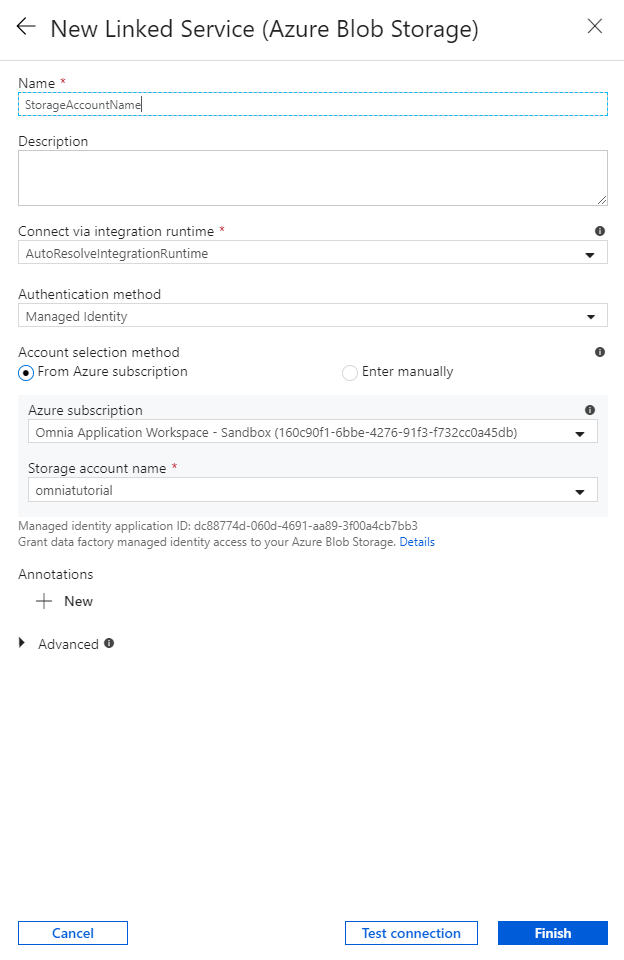 New Linked Service (Azure Blob Storage)
Name *
StorageAccountName
Description
Connect via integration runtime *
AutoResolveIntegrationRuntime
Authentication method
Managed Identity
Account selection method
From Azure subscription Enter manually
Azure subscription
Omnia Application Workspace - Sandbox (160c90f1-6bbe-4276-91f3-f732cc0a45db)
Storage account name *
omniatutorial
Managed identity application ID: dc88774d-060d-4691-aa89-3f00a4cb7bb3
Grant data factory managed identity access to your Azure Blob Storage. Details
Annotations
New
Advanced
Cancel Test connection Finish